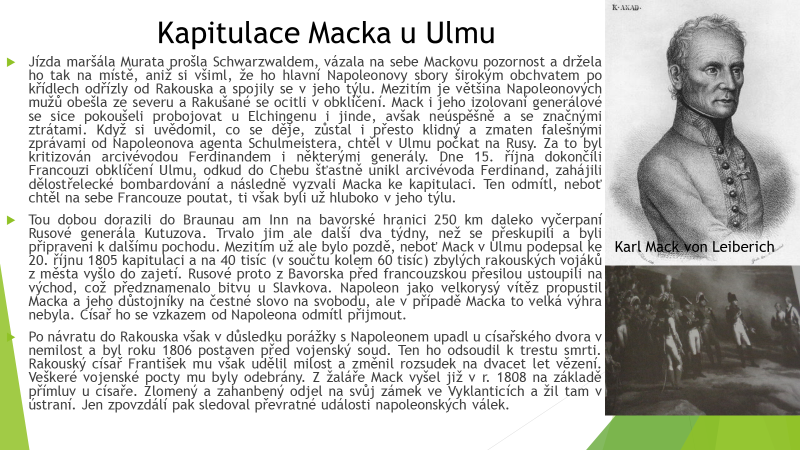 Kapitulace Macka u Ulmu
Jízda maršála Murata prošla Schwarzwaldem, vázala na sebe Mackovu pozornost a držela
ho tak na místě, aniž si všiml, že ho hlavní Napoleonovy sbory širokým obchvatem po
křídlech odřízly od Rakouska a spojily se v jeho týlu. Mezitím je většina Napoleonových
mužů obešla ze severu a Rakušané se ocitli v obklíčení. Mack i jeho izolovaní generálové
se sice pokoušeli probojovat u Elchingenu i jinde, avšak neúspěšně a se značnými
ztrátami. Když si uvědomil, co se děje, zůstal i přesto klidný a zmaten falešnými
zprávami od Napoleonova agenta Schulmeistera, chtěl v Ulmu počkat na Rusy. Za to byl
kritizován arcivévodou Ferdinandem i některými generály. Dne 15. října dokončili
Francouzi obklíčení Ulmu, odkud do Chebu šťastně unikl arcivévoda Ferdinand, zahájili
dělostřelecké bombardování a následně vyzvali Macka ke kapitulaci. Ten odmítl, neboť
chtěl na sebe Francouze poutat, ti však byli už hluboko v jeho týlu.
Tou dobou dorazili do Braunau am Inn na bavorské hranici 250 km daleko vyčerpaní
Rusové generála Kutuzova. Trvalo jim ale další dva týdny, než se přeskupili a byli
připraveni k dalšímu pochodu. Mezitím už ale bylo pozdě, neboť Mack v Ulmu podepsal ke
20. říjnu 1805 kapitulaci a na 40 tisíc (v součtu kolem 60 tisíc) zbylých rakouských vojáků
z města vyšlo do zajetí. Rusové proto z Bavorska před francouzskou přesilou ustoupili na
východ, což předznamenalo bitvu u Slavkova. Napoleon jako velkorysý vítěz propustil
Macka a jeho důstojníky na čestné slovo na svobodu, ale v případě Macka to velká výhra
nebyla. Císař ho se vzkazem od Napoleona odmítl přijmout.
Po návratu do Rakouska však v důsledku porážky s Napoleonem upadl u císařského dvora v
nemilost a byl roku 1806 postaven před vojenský soud. Ten ho odsoudil k trestu smrti.
Rakouský císař František mu však udělil milost a změnil rozsudek na dvacet let vězení.
Veškeré vojenské pocty mu byly odebrány. Z žaláře Mack vyšel již v r. 1808 na základě
přímluv u císaře. Zlomený a zahanbený odjel na svůj zámek ve Vyklanticích a žil tam v
ústraní. Jen zpovzdálí pak sledoval převratné události napoleonských válek.
K. AKAD.
Karl Mack von Leiberich